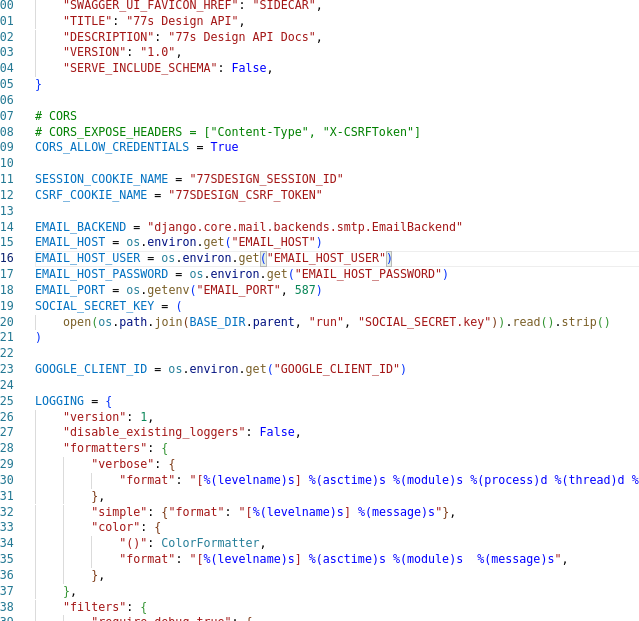 00 "SWAGGER_UI_FAVICON_HREF": "SIDECAR",
01 "TITLE": "77s Design API",
02 "DESCRIPTION": "77s Design API Docs",
03 "VERSION": "1.0",
04 "SERVE_INCLUDE_SCHEMA": False,
05 }
06
07 # CORS
08 # CORS_EXPOSE_HEADERS = ["Content-Type", "X-CSRFToken"]
09 CORS_ALLOW_CREDENTIALS = True
10
11 SESSION_COOKIE_NAME = "77SDESIGN_SESSION_ID"
12 CSRF_COOKIE_NAME = "77SDESIGN_CSRF_TOKEN"
13
14 EMAIL_BACKEND = "django.core.mail.backends.smtp.EmailBackend"
15 EMAIL_HOST = os.environ.get("EMAIL_HOST")
16 EMAIL_HOST_USER = os.environ.get("EMAIL_HOST_USER")
17 EMAIL_HOST_PASSWORD = os.environ.get("EMAIL_HOST_PASSWORD")
18 EMAIL_PORT = os.getenv("EMAIL_PORT", 587)
19 SOCIAL_SECRET_KEY = (
20 open(os.path.join(BASE_DIR.parent, "run", "SOCIAL_SECRET.key")).read().strip()
21 )
22
23 GOOGLE_CLIENT_ID = os.environ.get("GOOGLE_CLIENT_ID")
24
25 LOGGING = {
26 "version": 1,
27 "disable_existing_loggers": False,
28 "formatters": {
29 "verbose": {
30 "format": "[%(levelname)s] %(asctime)s %(module)s %(process)d %(thread)d %
31 },
32 "simple": {"format": "[%(levelname)s] %(message)s"},
33 "color": {
34 "()": ColorFormatter,
35 "format": "[%(levelname)s] %(asctime)s %(module)s  %(message)s",
36 },
37 },
38 "filters": {
39 "require_debug_true": {